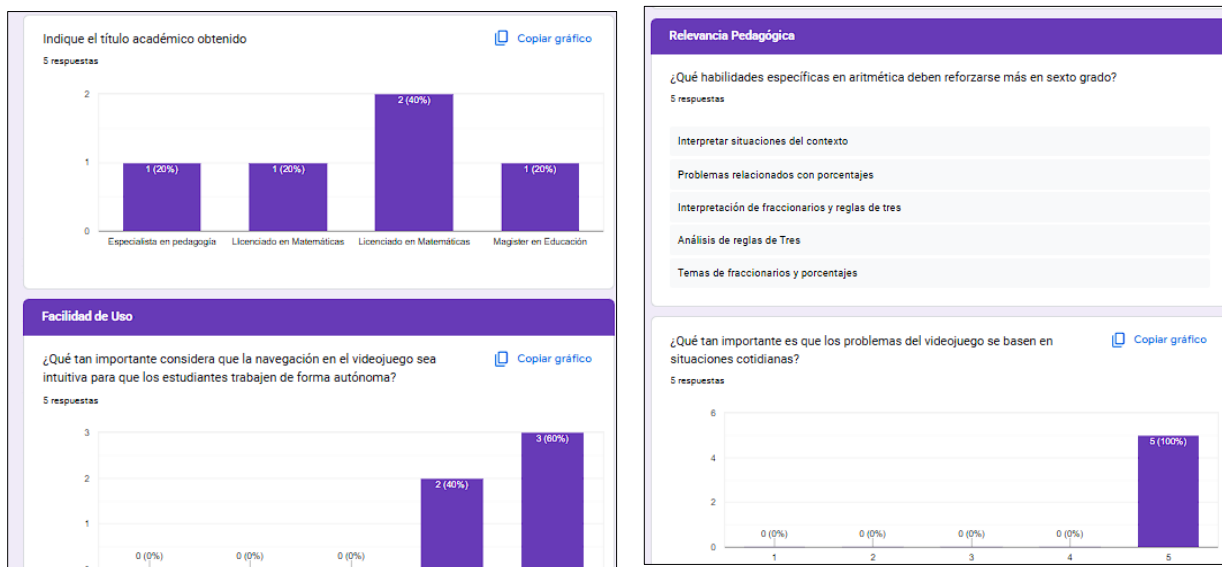 Indique el título académico obtenido
Copiar gráfico
5 respuestas
2
1
0
2 (40%)
1 (20%)
1 (20%)
1 (20%)
Especialista en pedagogía
LIcenciado en Matemáticas
Licenciado en Matemáticas
Magister en Educación
Facilidad de Uso
¿Qué tan importante considera que la navegación en el videojuego sea
intuitiva para que los estudiantes trabajen de forma autónoma?
Copiar gráfico
5 respuestas
3
2
1
3 (60%)
2 (40%)
0 (0%)
0 (0%)
0 (0%)
Relevancia Pedagógica
¿Qué habilidades específicas en aritmética deben reforzarse más en sexto grado?
5 respuestas
Interpretar situaciones del contexto
Problemas relacionados con porcentajes
Interpretación de fraccionarios y reglas de tres
Análisis de reglas de Tres
Temas de fraccionarios y porcentajes
¿Qué tan importante es que los problemas del videojuego se basen en
situaciones cotidianas?
Copiar gráfico
5 respuestas
6
4
2
0
5 (100%)
0 (0%)
0 (0%)
0 (0%)
0 (0%)
1
2
3
4
5